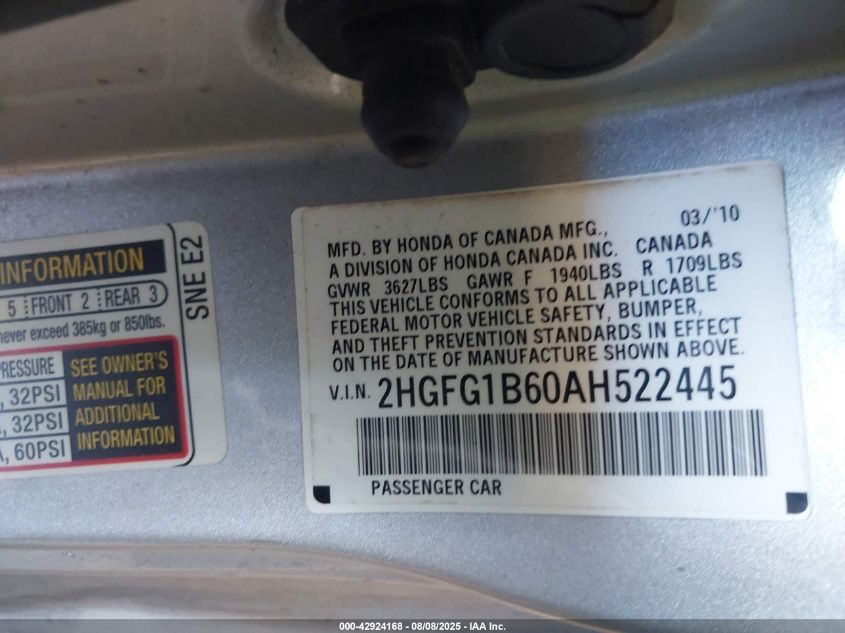 INFORMATION
5 FRONT 2 REAR 3
never exceed 385kg or 850lbs.
PRESSURE
, 32PSI
, 32PSI
, 60PSI
SEE OWNER'S
MANUAL FOR
ADDITIONAL
INFORMATION
SNE E2
03/'10
MFD. BY HONDA OF CANADA MFG.,
A DIVISION OF HONDA CANADA INC. CANADA
GVWR 3627LBS GAWR F 1940LBS R 1709LBS
THIS VEHICLE CONFORMS TO ALL APPLICABLE
FEDERAL MOTOR VEHICLE SAFETY, BUMPER,
AND THEFT PREVENTION STANDARDS IN EFFECT
ON THE DATE OF MANUFACTURE SHOWN ABOVE.
V.I.N. 2HGFG1B60AH522445
PASSENGER CAR
000-42924168 - 08/08/2025 - IAA Inc.